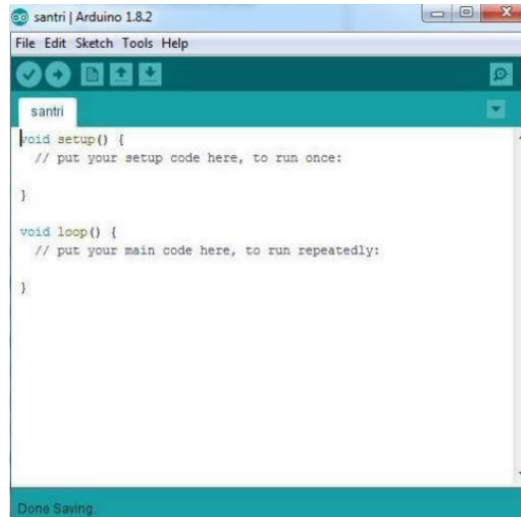 santri | Arduino 1.8.2
File Edit Sketch Tools Help
santri
void setup() {
// put your setup code here, to run once:
}
void loop() {
// put your main code here, to run repeatedly:
}
Done Saving.